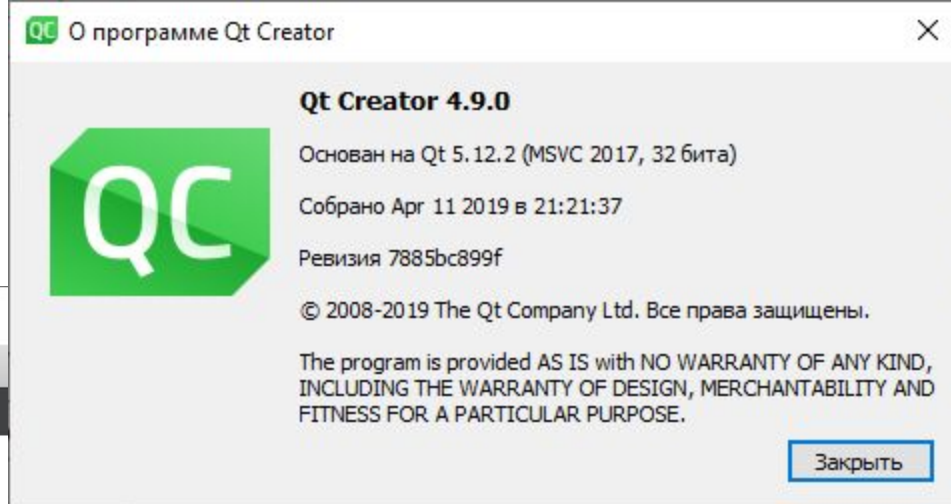 QC О программе Qt Creator
QC
Qt Creator 4.9.0
Основан на Qt 5.12.2 (MSVC 2017, 32 бита)
Собрано Apr 11 2019 в 21:21:37
Ревизия 7885bc899f
© 2008-2019 The Qt Company Ltd. Все права защищены.
The program is provided AS IS with NO WARRANTY OF ANY KIND,
INCLUDING THE WARRANTY OF DESIGN, MERCHANTABILITY AND
FITNESS FOR A PARTICULAR PURPOSE.
Закрыть